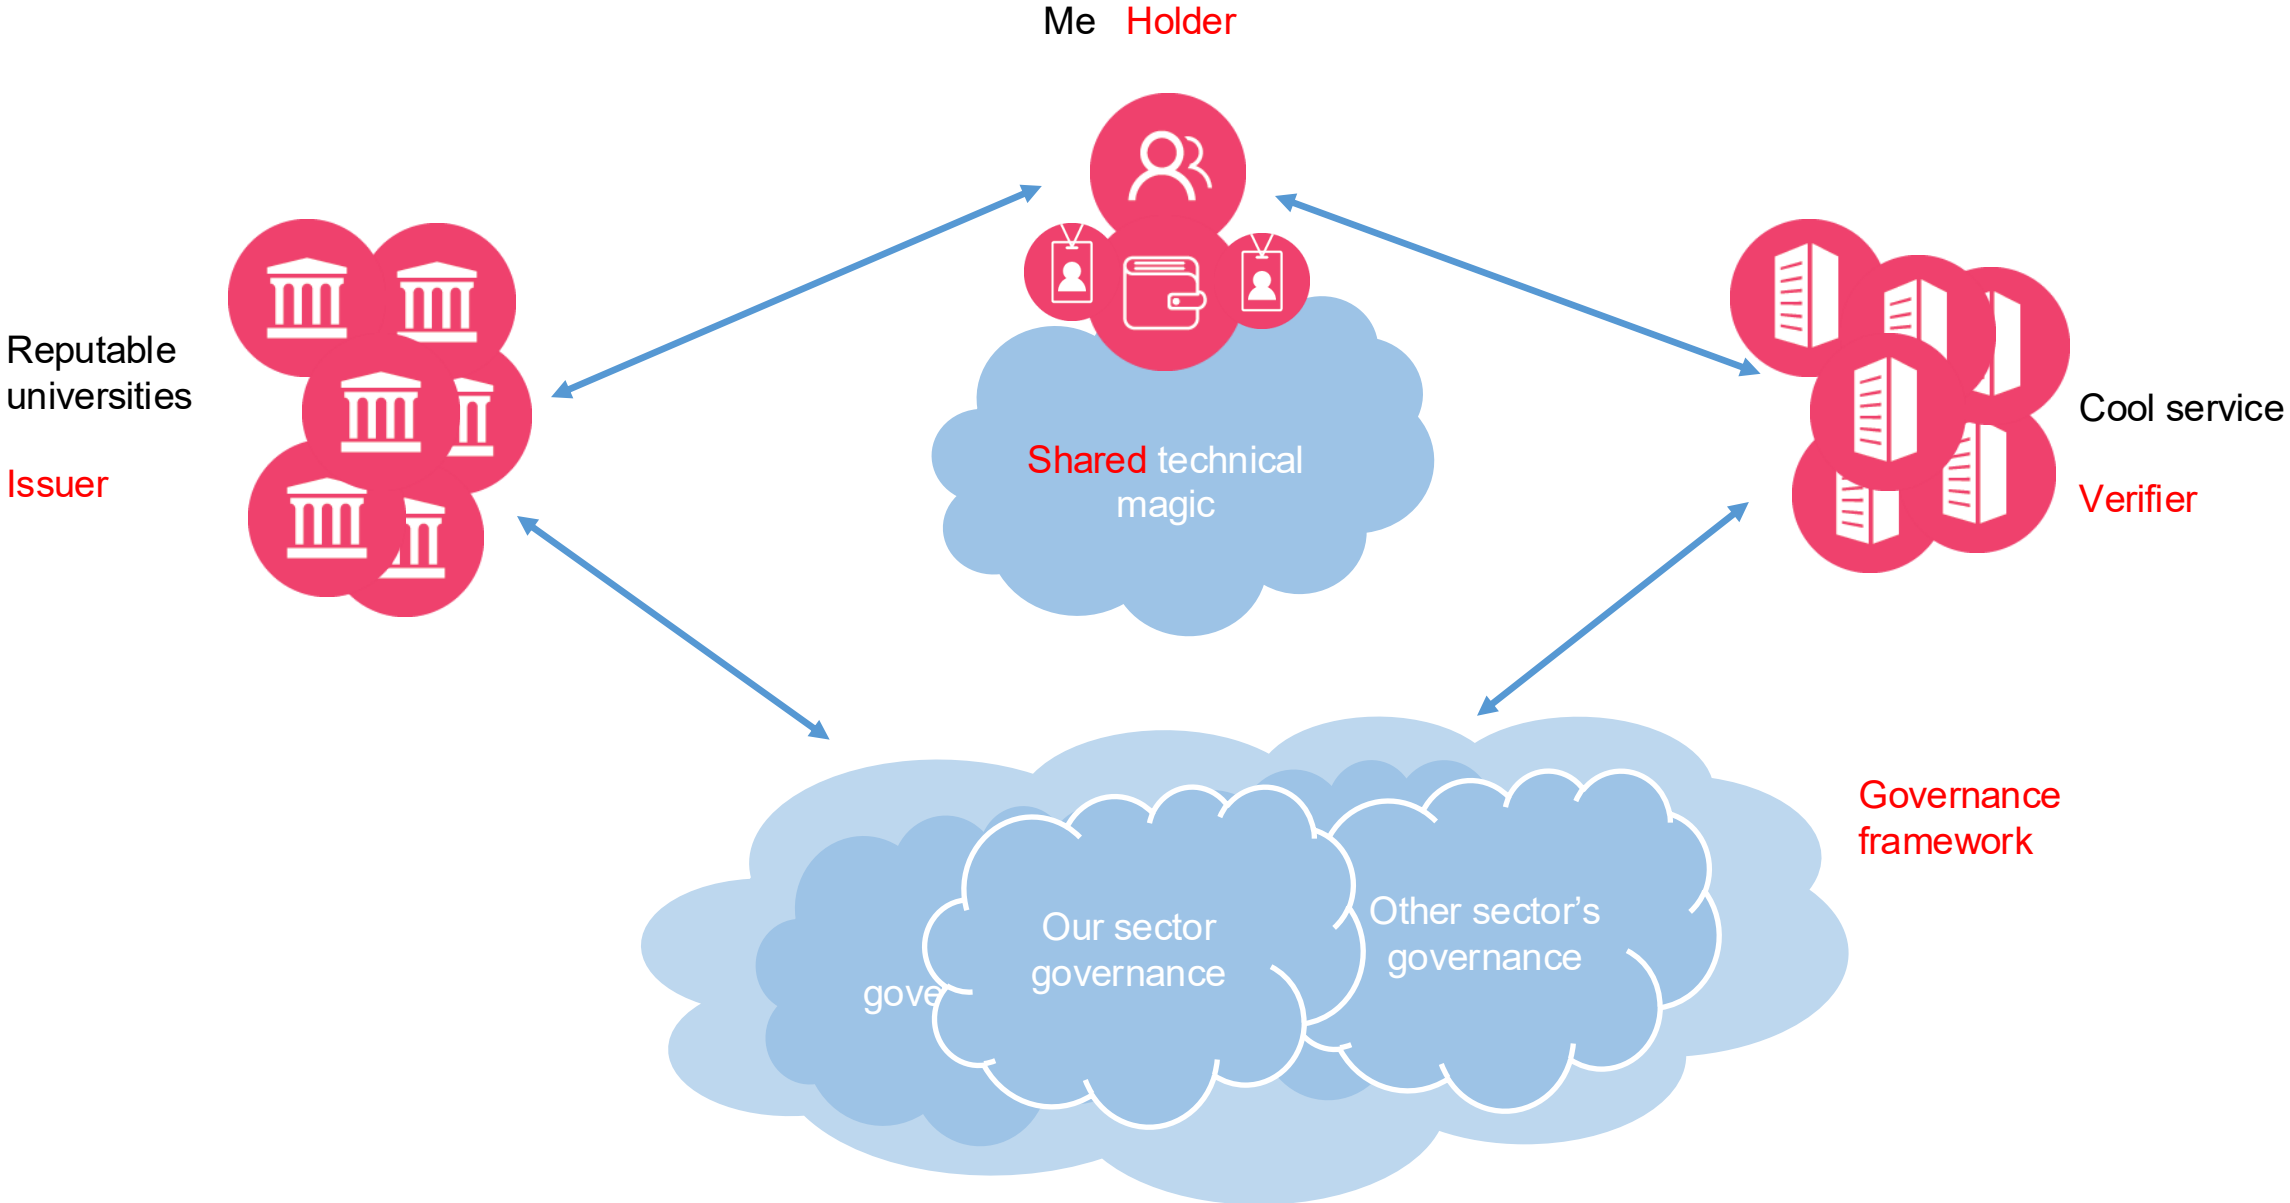 Me Holder
Reputable
universities
Issuer
Shared technical
magic
Cool service
Verifier
Governance
framework
Our sector
governance
Other sector’s
governance